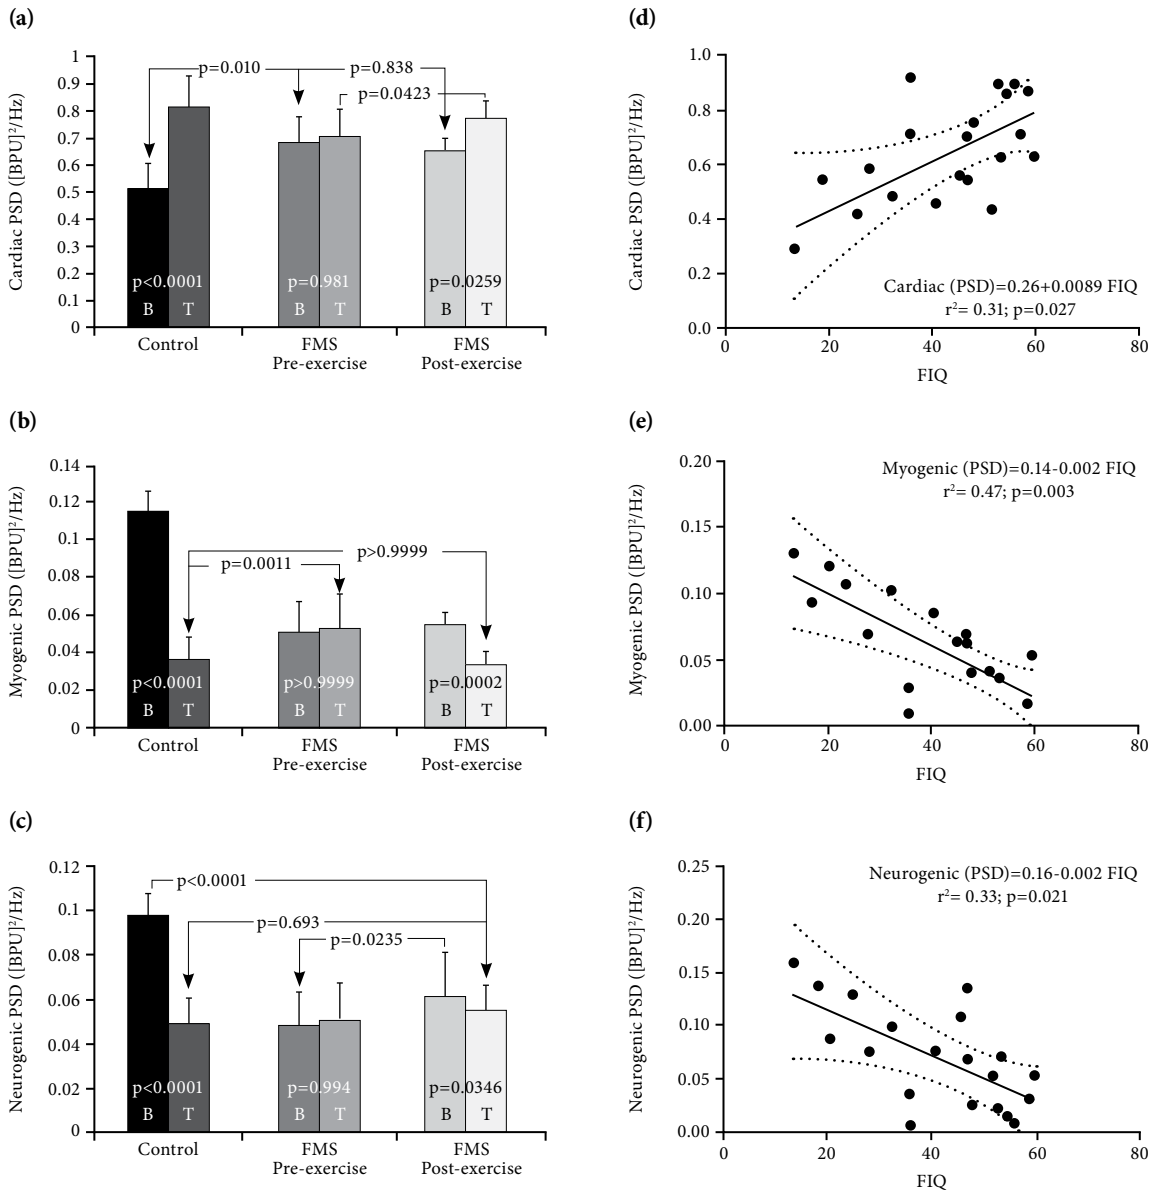 (a)
Cardiac PSD ([BPU]²/Hz)
1
0.9
0.8
0.7
0.6
0.5
0.4
0.3
0.2
0.1
0
p=0.010
p=0.838
p=0.0423
p<0.0001
p=0.981
p=0.0259
B T B T B T
Control
FMS
Pre-exercise
FMS
Post-exercise
(d)
Cardiac PSD ([BPU]²/Hz)
1.0
0.8
0.6
0.4
0.2
0.0
Cardiac (PSD)=0.26+0.0089 FIQ
r²= 0.31; p=0.027
0 20 40 60 80
FIQ
(b)
Myogenic PSD ([BPU]²/Hz)
0.14
0.12
0.1
0.08
0.06
0.04
0.02
0
p>0.9999
p=0.0011
p<0.0001
p>0.9999
p=0.0002
B T B T B T
Control
FMS
Pre-exercise
FMS
Post-exercise
(e)
Myogenic PSD ([BPU]²/Hz)
0.20
0.15
0.10
0.05
0.00
Myogenic (PSD)=0.14-0.002 FIQ
r²= 0.47; p=0.003
0 20 40 60 80
FIQ
(c)
Neurogenic PSD ([BPU]²/Hz)
0.12
0.1
0.08
0.06
0.04
0.02
0
p<0.0001
p=0.693
p=0.0235
p<0.0001
p=0.994
p=0.0346
B T B T B T
Control
FMS
Pre-exercise
FMS
Post-exercise
(f)
Neurogenic PSD ([BPU]²/Hz)
0.25
0.20
0.15
0.10
0.05
0.00
Neurogenic (PSD)=0.16-0.002 FIQ
r²= 0.33; p=0.021
0 20 40 60 80
FIQ